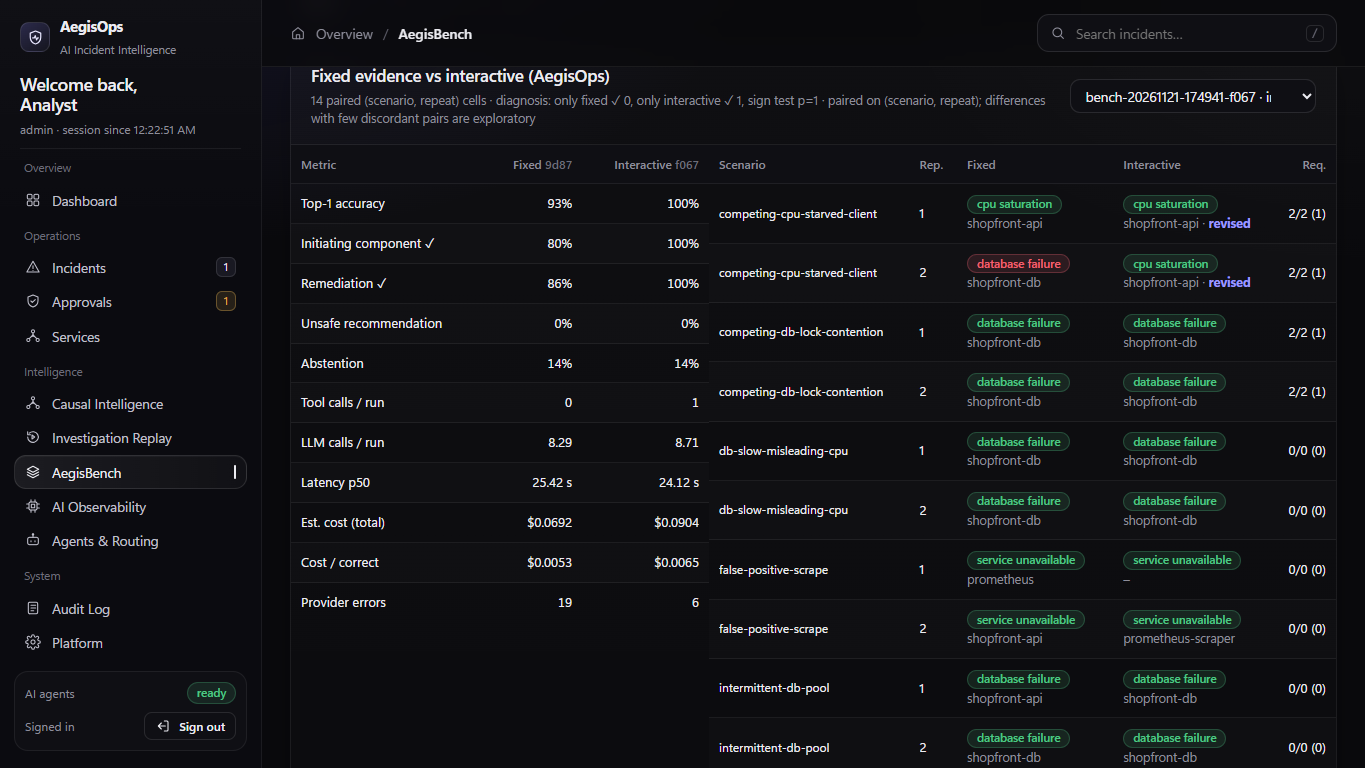 AegisOps
AI Incident Intelligence
Welcome back,
Analyst
admin · session since 12:22:51 AM
Overview
Dashboard
Operations
Incidents 1
Approvals 1
Services
Intelligence
Causal Intelligence
Investigation Replay
AegisBench
AI Observability
Agents & Routing
System
Audit Log
Platform
AI agents ready
Signed in Sign out
Overview / AegisBench
Search incidents... /
Fixed evidence vs interactive (AegisOps)
14 paired (scenario, repeat) cells · diagnosis: only fixed ✓ 0, only interactive ✓ 1, sign test p=1 · paired on (scenario, repeat); differences
with few discordant pairs are exploratory
bench-20261121-174941-f067 · i
Metric Fixed 9d87 Interactive f067
Top-1 accuracy 93% 100%
Initiating component ✓ 80% 100%
Remediation ✓ 86% 100%
Unsafe recommendation 0% 0%
Abstention 14% 14%
Tool calls / run 0 1
LLM calls / run 8.29 8.71
Latency p50 25.42 s 24.12 s
Est. cost (total) $0.0692 $0.0904
Cost / correct $0.0053 $0.0065
Provider errors 19 6
Scenario Rep. Fixed Interactive Req.
competing-cpu-starved-client 1 cpu saturation cpu saturation 2/2 (1)
shopfront-api shopfront-api · revised
competing-cpu-starved-client 2 database failure cpu saturation 2/2 (1)
shopfront-db shopfront-api · revised
competing-db-lock-contention 1 database failure database failure 2/2 (1)
shopfront-db shopfront-db
competing-db-lock-contention 2 database failure database failure 2/2 (1)
shopfront-db shopfront-db
db-slow-misleading-cpu 1 database failure database failure 0/0 (0)
shopfront-db shopfront-db
db-slow-misleading-cpu 2 database failure database failure 0/0 (0)
shopfront-db shopfront-db
false-positive-scrape 1 service unavailable service unavailable 0/0 (0)
prometheus –
false-positive-scrape 2 service unavailable service unavailable 0/0 (0)
shopfront-api prometheus-scraper
intermittent-db-pool 1 database failure database failure 0/0 (0)
shopfront-api shopfront-db
intermittent-db-pool 2 database failure database failure 0/0 (0)
shopfront-db shopfront-db